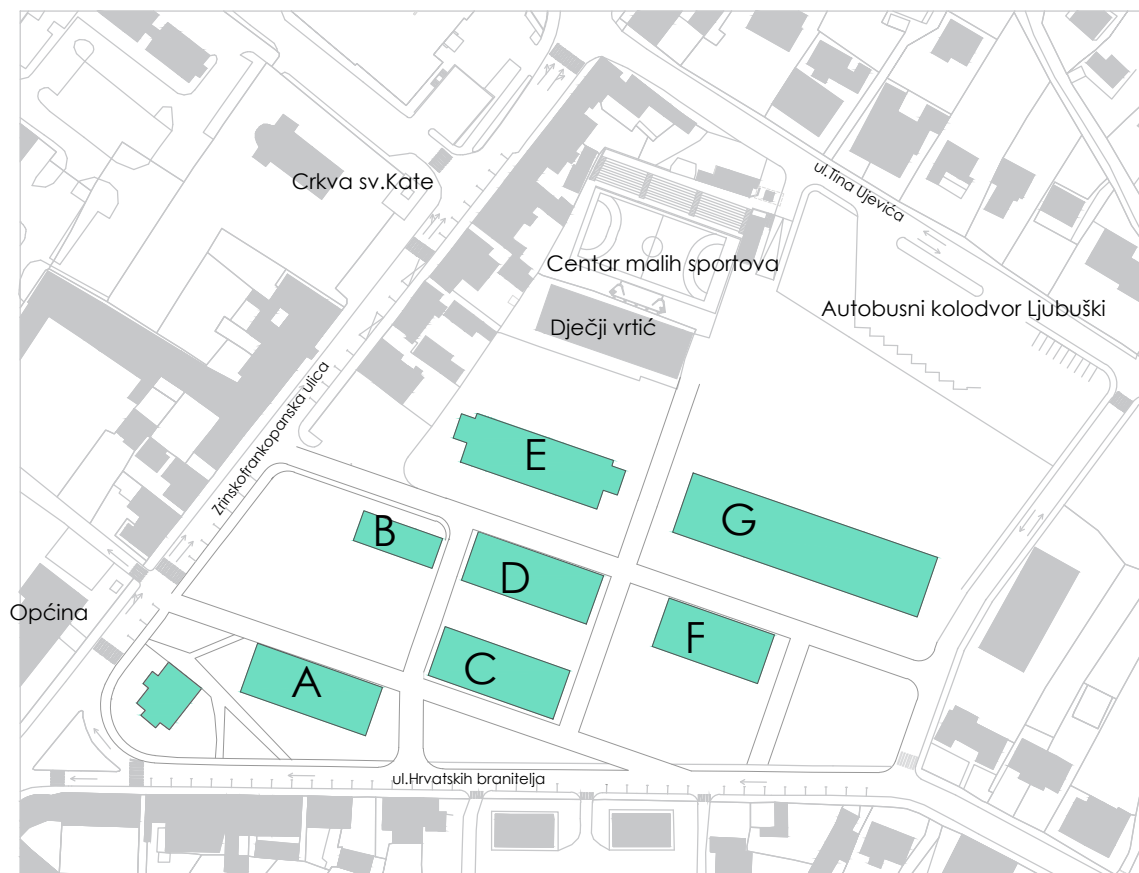 Crkva sv.Kate
ul.Tina Ujevića
Centar malih sportova
Autobusni kolodvor Ljubuški
Dječji vrtić
Zrinskofrankopanska ulica
E
G
B
D
Općina
F
A
C
ul.Hrvatskih branitelja